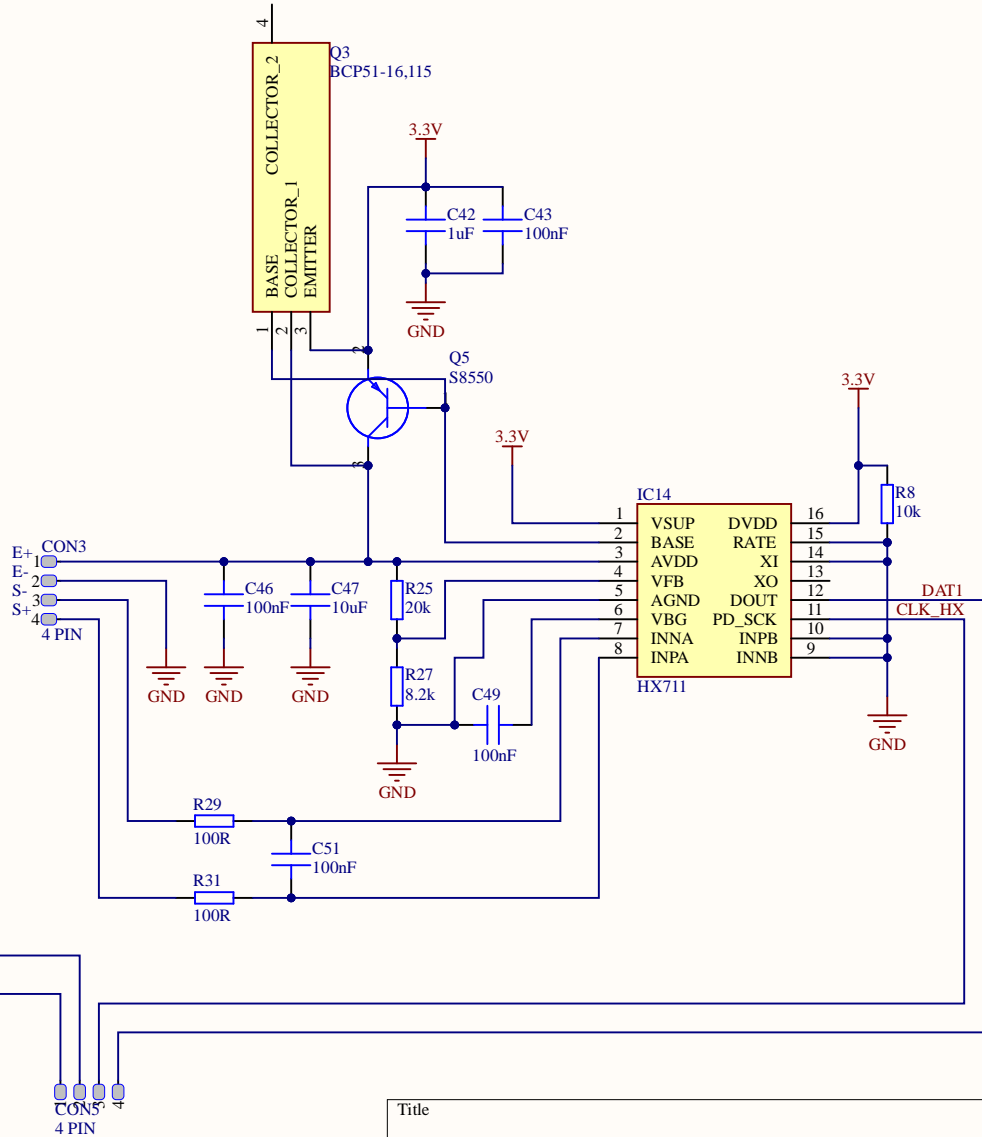 4
Q3
BCP51-16,115
COLLECTOR_2
BASE
COLLECTOR_1
EMITTER
1
2
3
3.3V
C42
1uF
C43
100nF
GND
2
Q5
S8550
3
3.3V
3.3V
R8
10k
IC14
1 VSUP DVDD 16
2 BASE RATE 15
3 AVDD XI 14
4 VFB XO 13
5 AGND DOUT 12
6 VBG PD_SCK 11
7 INNA INPB 10
8 INPA INNB 9
HX711
DAT1
CLK_HX
GND
CON3
E+ 1
E- 2
S- 3
S+ 4
4 PIN
C46
100nF
C47
10uF
R25
20k
R27
8.2k
C49
100nF
GND
GND
GND
GND
R29
100R
C51
100nF
R31
100R
1
2
3
4
CON5
4 PIN
Title